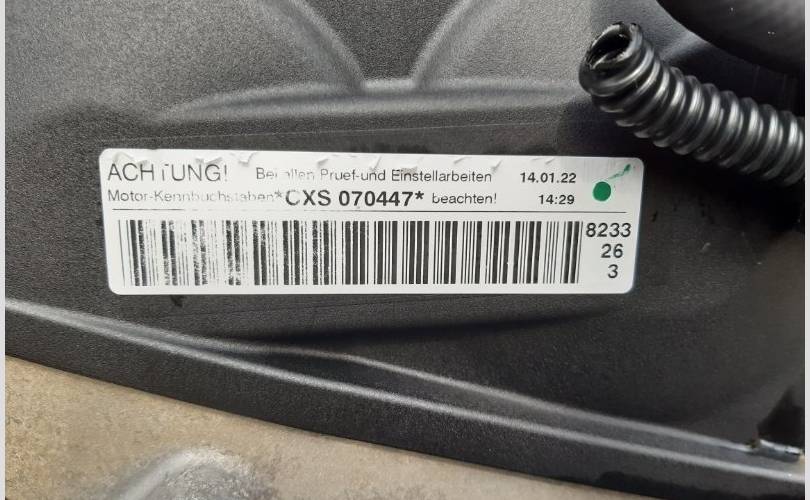 ACHTUNG! Bei allen Pruef-und Einstellarbeiten 14.01.22
Motor-Kennbuchstaben*CXS 070447* beachten! 14:29
8233
26
3